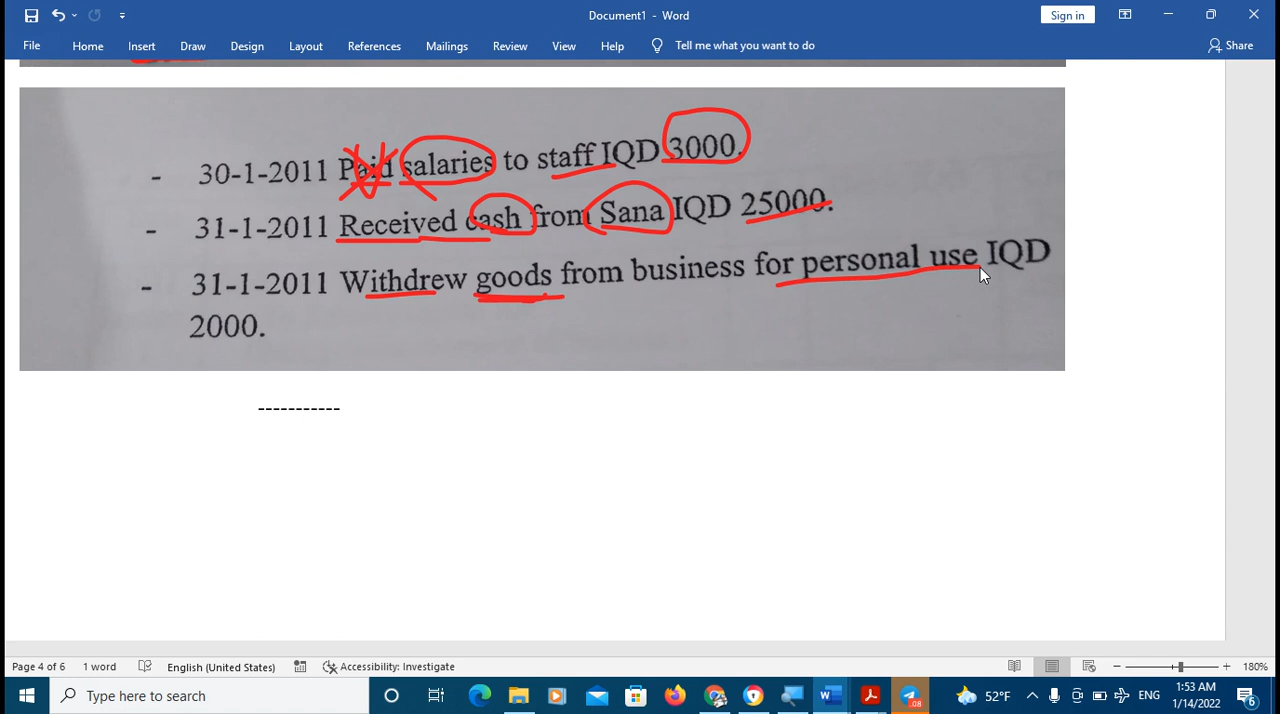 Document1 - Word
Sign in
File Home Insert Draw Design Layout References Mailings Review View Help Tell me what you want to do Share
- 30-1-2011 Paid salaries to staff IQD 3000.
- 31-1-2011 Received cash from Sana IQD 25000.
- 31-1-2011 Withdrew goods from business for personal use IQD
2000.
-----------
Page 4 of 6 1 word English (United States) Accessibility: Investigate 180%
Type here to search
.08
52°F ENG
1:53 AM
1/14/2022
6